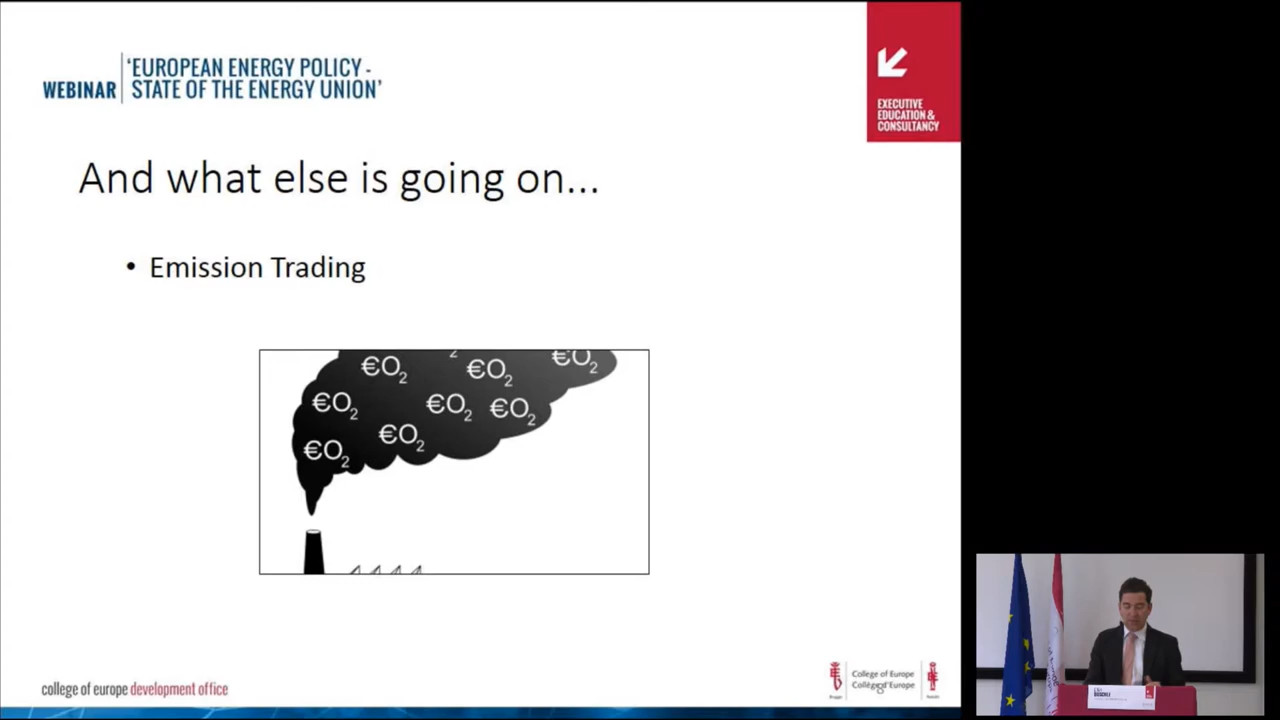 WEBINAR
'EUROPEAN ENERGY POLICY -
STATE OF THE ENERGY UNION'
EXECUTIVE
EDUCATION &
CONSULTANCY
And what else is going on...
• Emission Trading
2
€O2
€O2
€O2
€O2
€O2
€O2
€O2
€O2
college of europe development office
College of Europe
Collège d'Europe